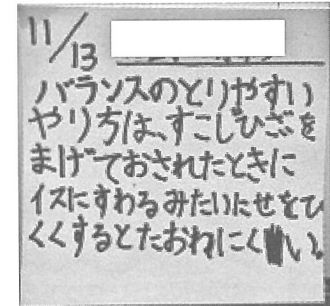 11/13
バランスのとりやすい
やりちは、すこしひざを
まげておされたときに
イスにすわるみたいにせをひ
くくするとたおれにくい。